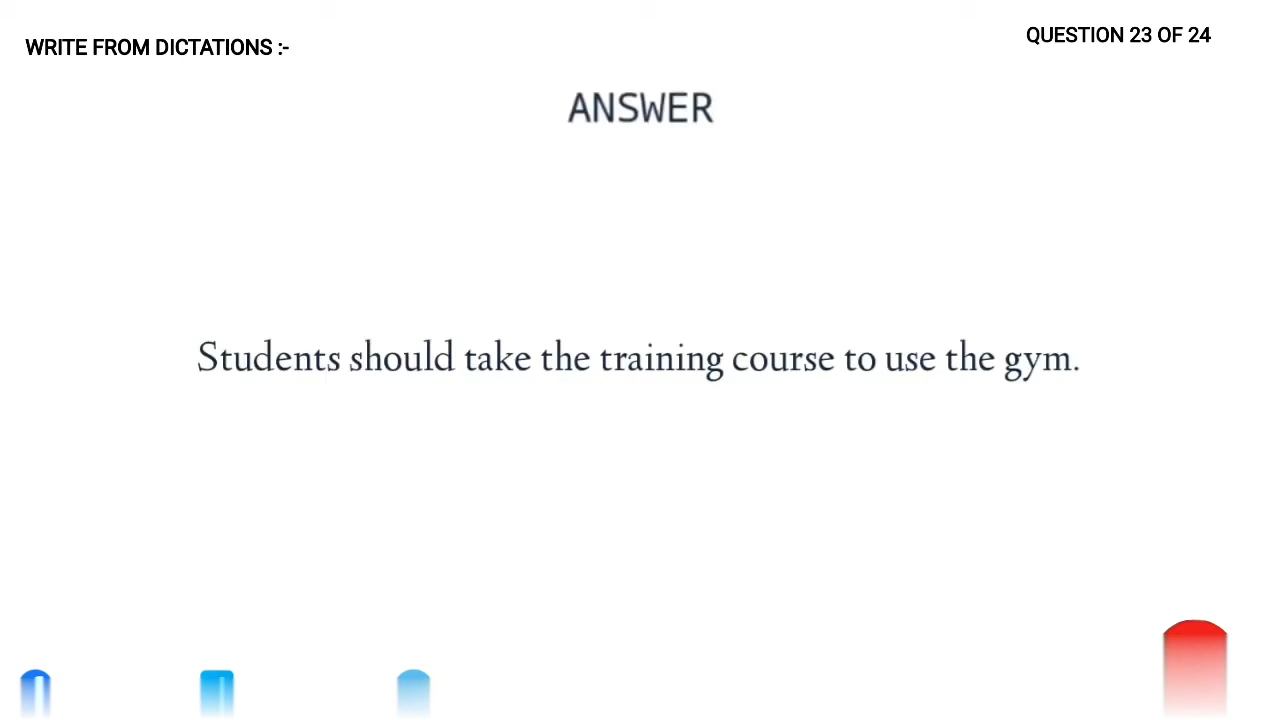 WRITE FROM DICTATIONS :-
QUESTION 23 OF 24
ANSWER
Students should take the training course to use the gym.